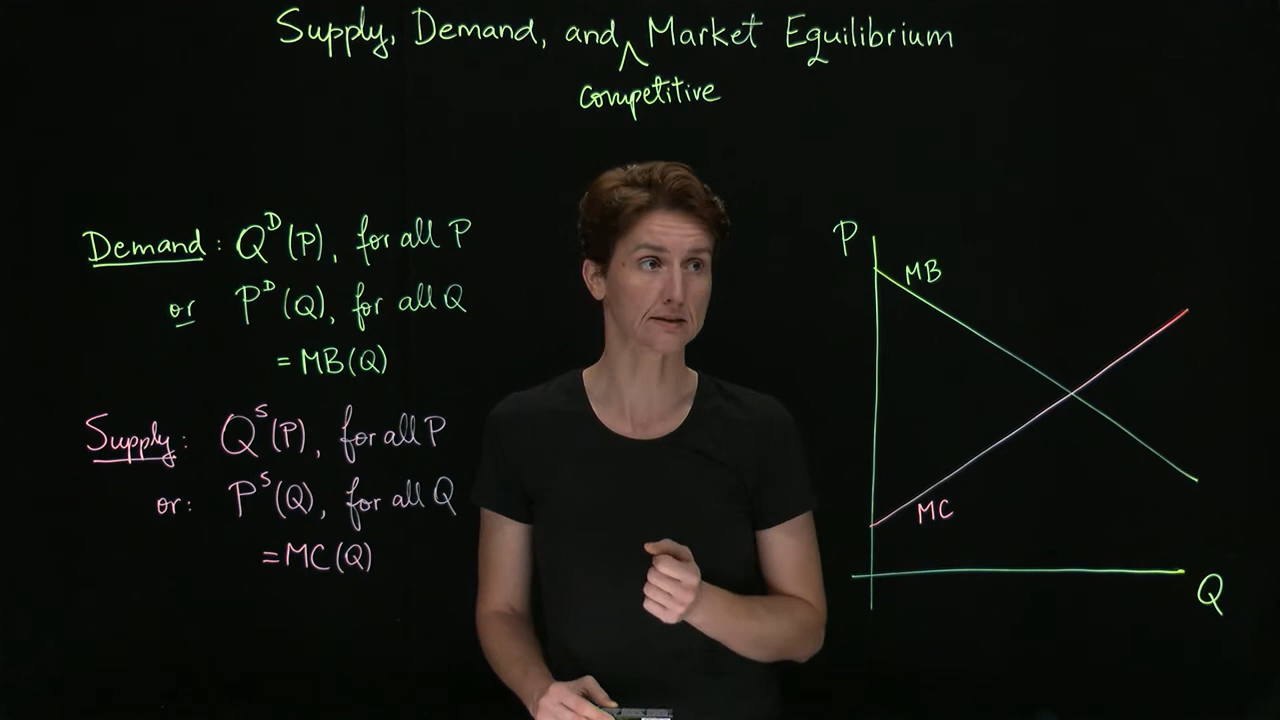 Supply, Demand, and ^ Market Equilibrium
competitive
Demand: Q^D(P), for all P
or P^D(Q), for all Q
= MB(Q)
Supply: Q^S(P), for all P
or: P^S(Q), for all Q
= MC(Q)
P
MB
MC
Q